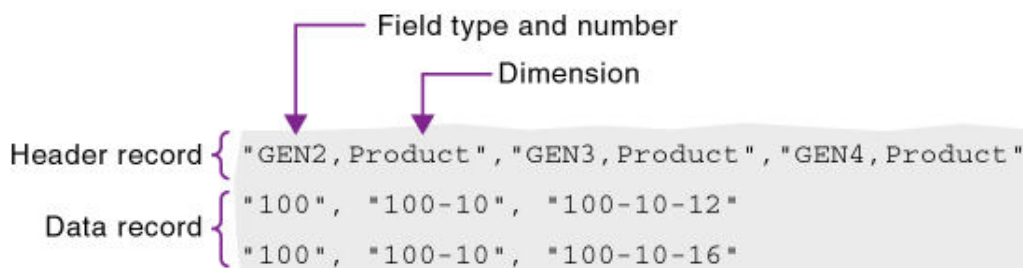 Field type and number
Dimension
Header record "GEN2,Product","GEN3,Product","GEN4,Product"
Data record
"100", "100-10", "100-10-12"
"100", "100-10", "100-10-16"